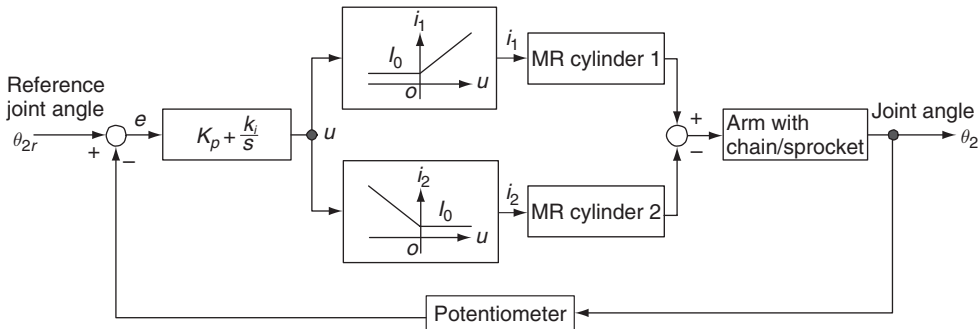 Reference
joint angle
θ2r
+
−
e
Kp + ki/s
u
i1
I0
o
u
i1
MR cylinder 1
i2
I0
o
u
i2
MR cylinder 2
+
−
Arm with
chain/sprocket
Joint angle
θ2
Potentiometer